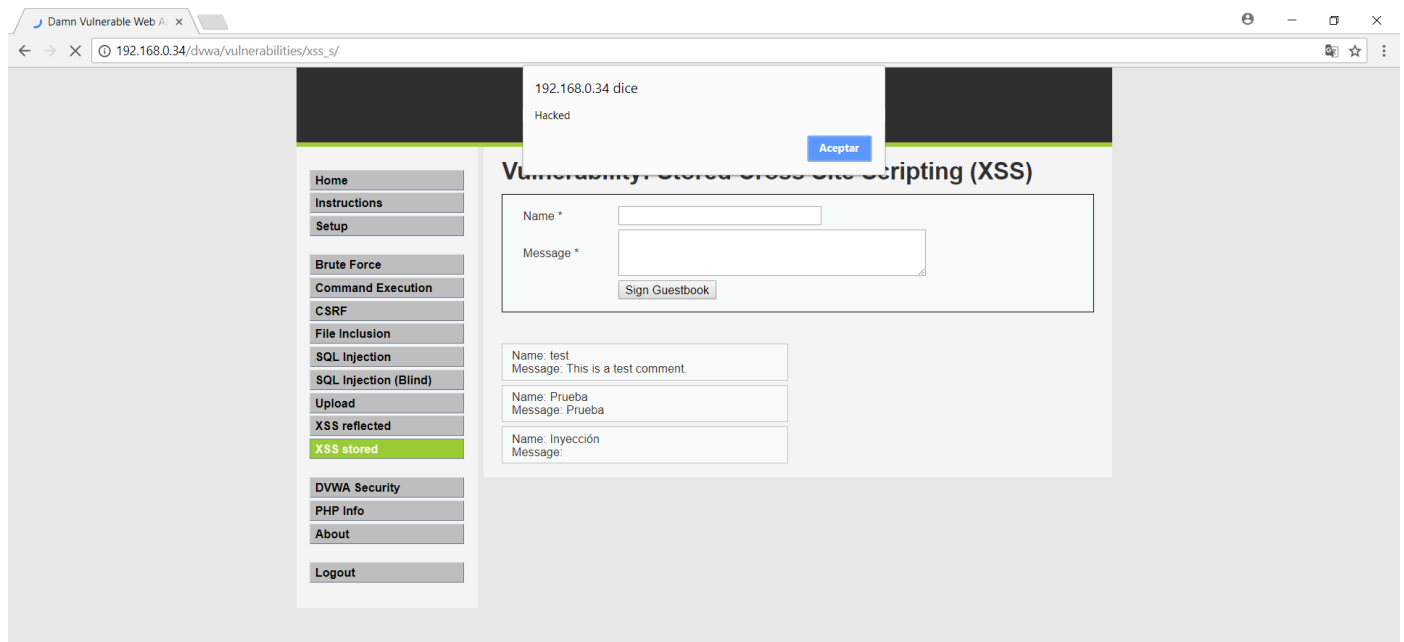 Damn Vulnerable Web A
192.168.0.34/dvwa/vulnerabilities/xss_s/
192.168.0.34 dice
Hacked
Aceptar
Vulnerability: Stored Cross Site Scripting (XSS)
Home
Instructions
Setup
Brute Force
Command Execution
CSRF
File Inclusion
SQL Injection
SQL Injection (Blind)
Upload
XSS reflected
XSS stored
DVWA Security
PHP Info
About
Logout
Name *
Message *
Sign Guestbook
Name: test
Message: This is a test comment.
Name: Prueba
Message: Prueba
Name: Inyección
Message: